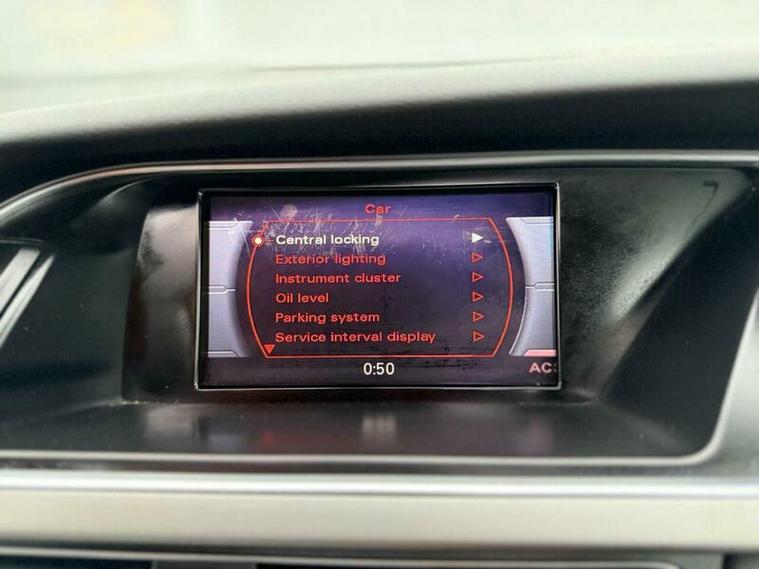 Car
Central locking
Exterior lighting
Instrument cluster
Oil level
Parking system
Service interval display
0:50
AC